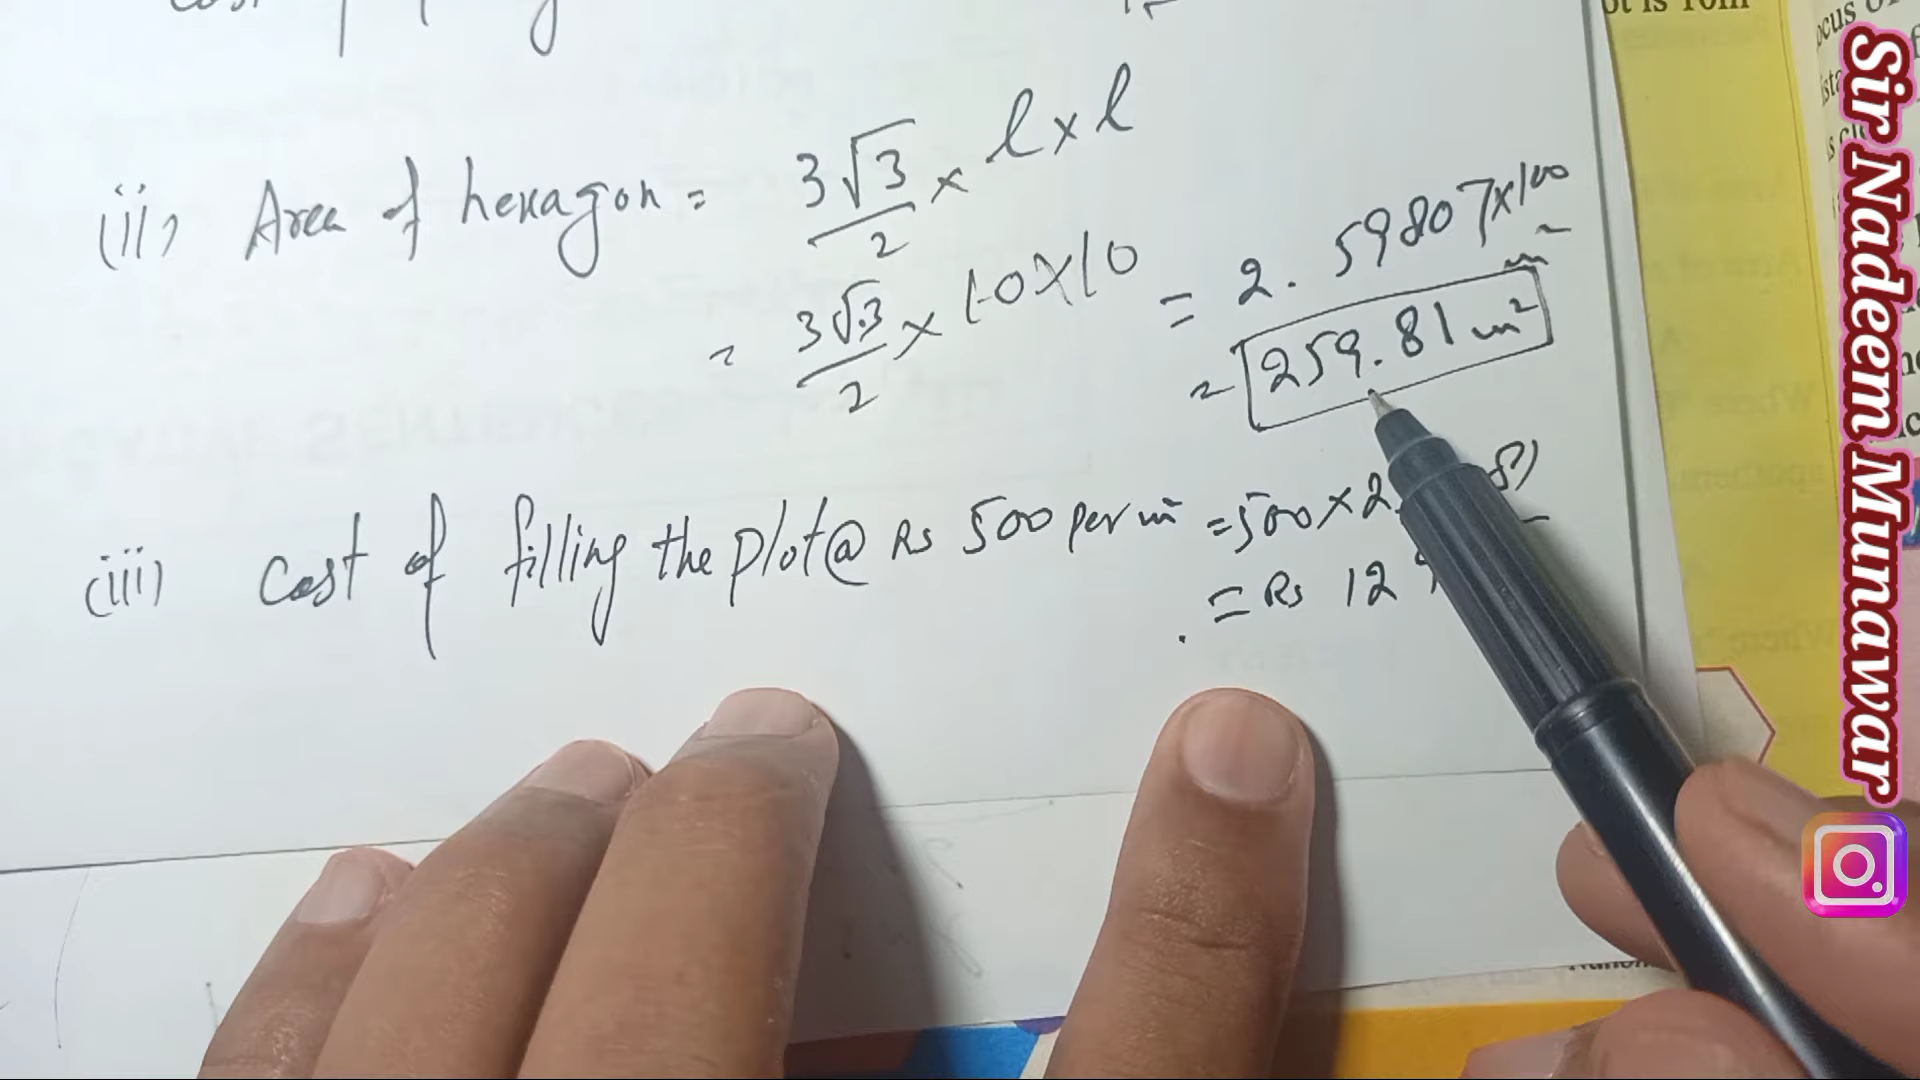 (ii) Area of hexagon = 3√3/2 × l × l
= 3√3/2 × 10 × 10 = 2.59807 × 100 m²
= 259.81 m²
(iii) Cost of filling the plot @ Rs 500 per m² = 500 × 2
= Rs 12
Sir Nadeem Munawar